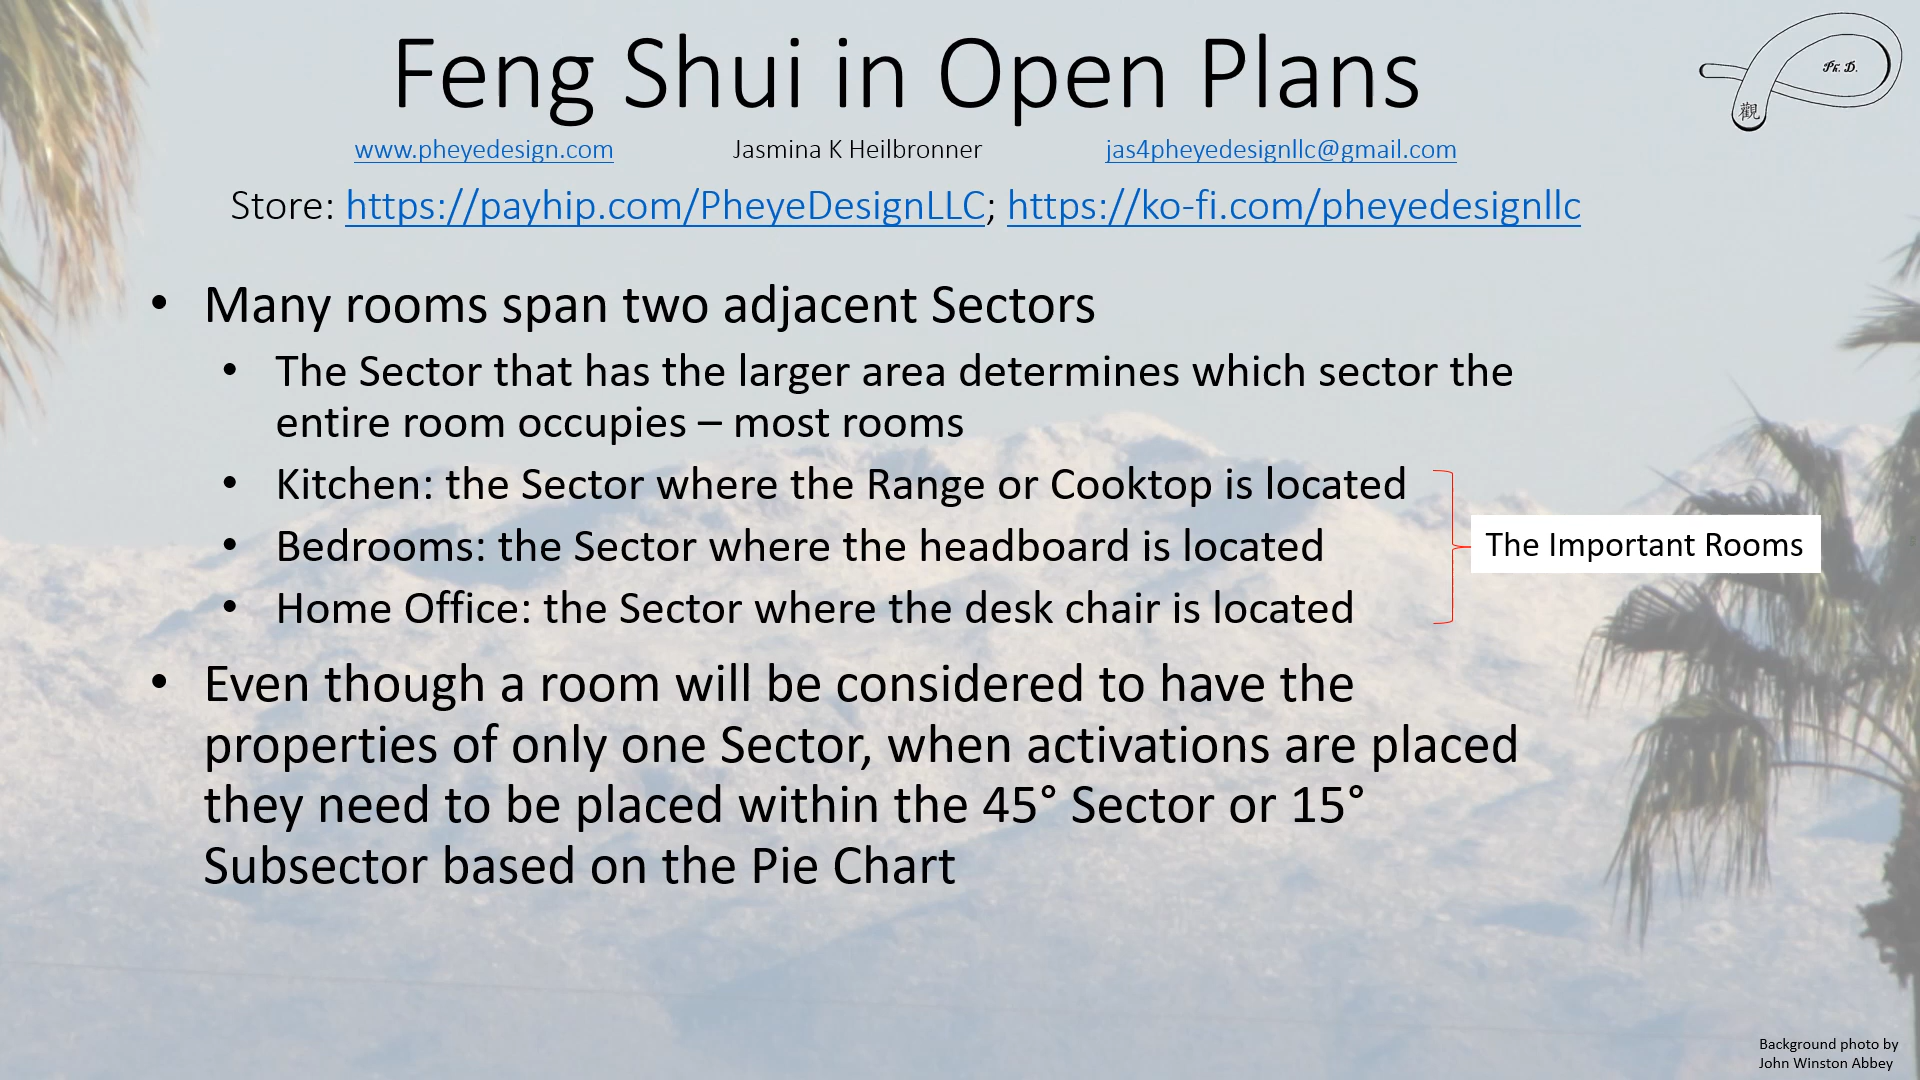 Feng Shui in Open Plans
Ph. D.
觀
www.pheyedesign.com Jasmina K Heilbronner jas4pheyedesignllc@gmail.com
Store: https://payhip.com/PheyeDesignLLC; https://ko-fi.com/pheyedesignllc
• Many rooms span two adjacent Sectors
• The Sector that has the larger area determines which sector the
entire room occupies – most rooms
• Kitchen: the Sector where the Range or Cooktop is located
• Bedrooms: the Sector where the headboard is located
• Home Office: the Sector where the desk chair is located
The Important Rooms
• Even though a room will be considered to have the
properties of only one Sector, when activations are placed
they need to be placed within the 45° Sector or 15°
Subsector based on the Pie Chart
Background photo by
John Winston Abbey